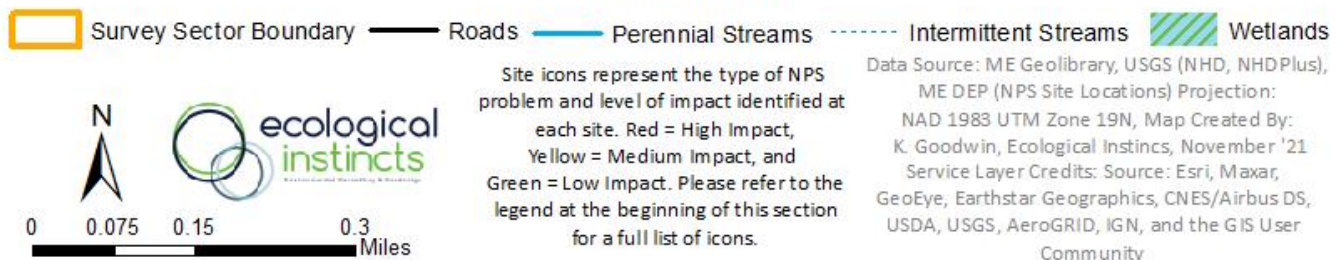 Survey Sector Boundary Roads Perennial Streams Intermittent Streams Wetlands
Site icons represent the type of NPS
problem and level of impact identified at
each site. Red = High Impact,
Yellow = Medium Impact, and
Green = Low Impact. Please refer to the
legend at the beginning of this section
for a full list of icons.
Data Source: ME Geolibrary, USGS (NHD, NHDPlus),
ME DEP (NPS Site Locations) Projection:
NAD 1983 UTM Zone 19N, Map Created By:
K. Goodwin, Ecological Instincs, November '21
Service Layer Credits: Source: Esri, Maxar,
GeoEye, Earthstar Geographics, CNES/Airbus DS,
USDA, USGS, AeroGRID, IGN, and the GIS User
Community
N
ecological
instincts
0 0.075 0.15 0.3
Miles